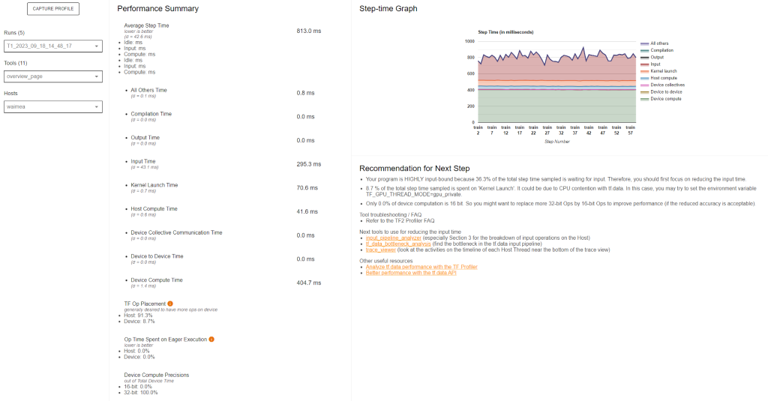 CAPTURE PROFILE
Runs (5)
T1_2023_09_18_14_48_17
Tools (11)
overview_page
Hosts
Performance Summary
Average Step Time
lower is better
(σ = 42.6 ms)
813.0 ms
Idle: ms
Input: ms
Compute: ms
Idle: ms
Input: ms
Compute: ms
All Others Time
(σ = 0.1 ms)
0.8 ms
Compilation Time
(σ = 0.0 ms)
0.0 ms
Output Time
(σ = 0.0 ms)
0.0 ms
Input Time
(σ = 43.1 ms)
295.3 ms
Kernel Launch Time
(σ = 0.7 ms)
70.6 ms
Host Compute Time
(σ = 0.8 ms)
41.6 ms
Device Collective Communication Time
(σ = 0.0 ms)
0.0 ms
Device to Device Time
(σ = 0.0 ms)
0.0 ms
Device Compute Time
(σ = 1.4 ms)
404.7 ms
TF Op Placement
generally desired to have more ops on device
Host: 91.3%
Device: 8.7%
Op Time Spent on Eager Execution
lower is better
Host: 0.0%
Device: 0.0%
Device Compute Precisions
out of Total Device Time
16-bit: 0.0%
32-bit: 100.0%
Step-time Graph
Step Time (in milliseconds)
1000
800
600
400
200
0
train 2
train 7
train 12
train 17
train 22
train 27
train 32
train 37
train 42
train 47
train 52
train 57
Step Number
All others
Compilation
Output
Input
Kernel launch
Host compute
Device collectives
Device to device
Device compute
Recommendation for Next Step
Your program is HIGHLY input-bound because 36.3% of the total step time sampled is waiting for input. Therefore, you should first focus on reducing the input time.
8.7 % of the total step time sampled is spent on 'Kernel Launch'. It could be due to CPU contention with tf.data. In this case, you may try to set the environment variable
TF_GPU_THREAD_MODE=gpu_private.
Only 0.0% of device computation is 16 bit. So you might want to replace more 32-bit Ops by 16-bit Ops to improve performance (if the reduced accuracy is acceptable).
Tool troubleshooting / FAQ
Refer to the TF2 Profiler FAQ
Next tools to use for reducing the input time
input_pipeline_analyzer (especially Section 3 for the breakdown of input operations on the Host)
tf_data_bottleneck_analysis (find the bottleneck in the tf.data input pipeline)
trace_viewer (look at the activities on the timeline of each Host Thread near the bottom of the trace view)
Other useful resources
Analyze tf.data performance with the TF Profiler
Better performance with the tf.data API